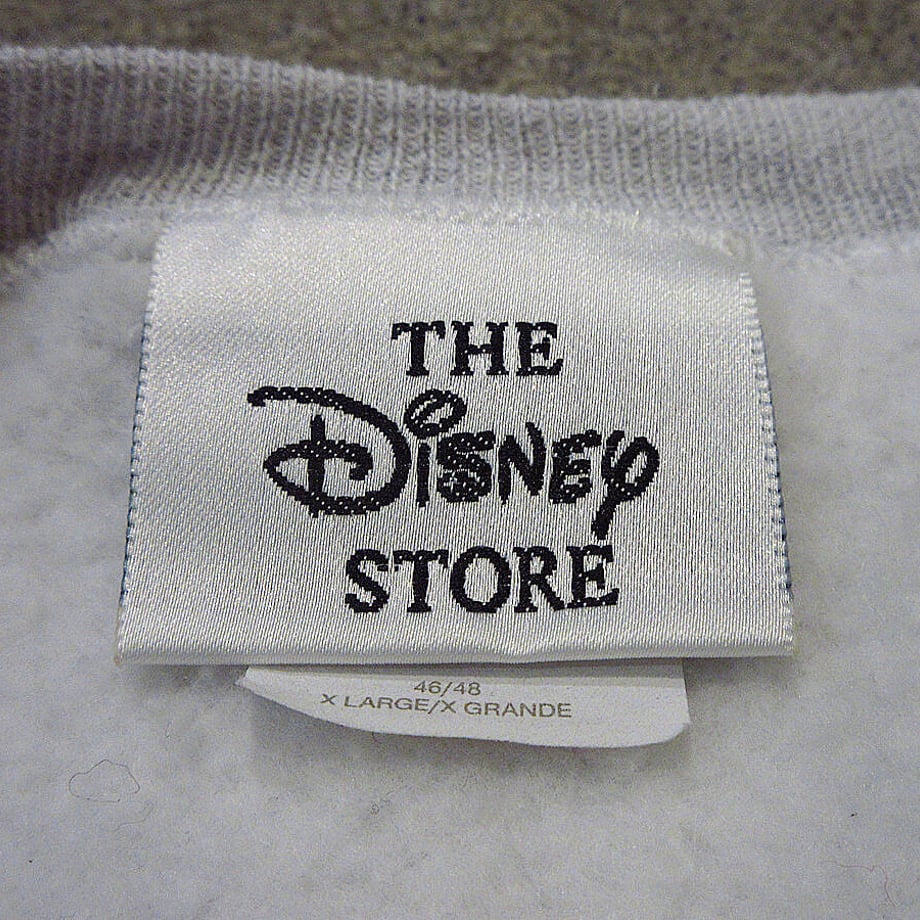 THE
DISNEY
STORE
46/48
X LARGE/X GRANDE